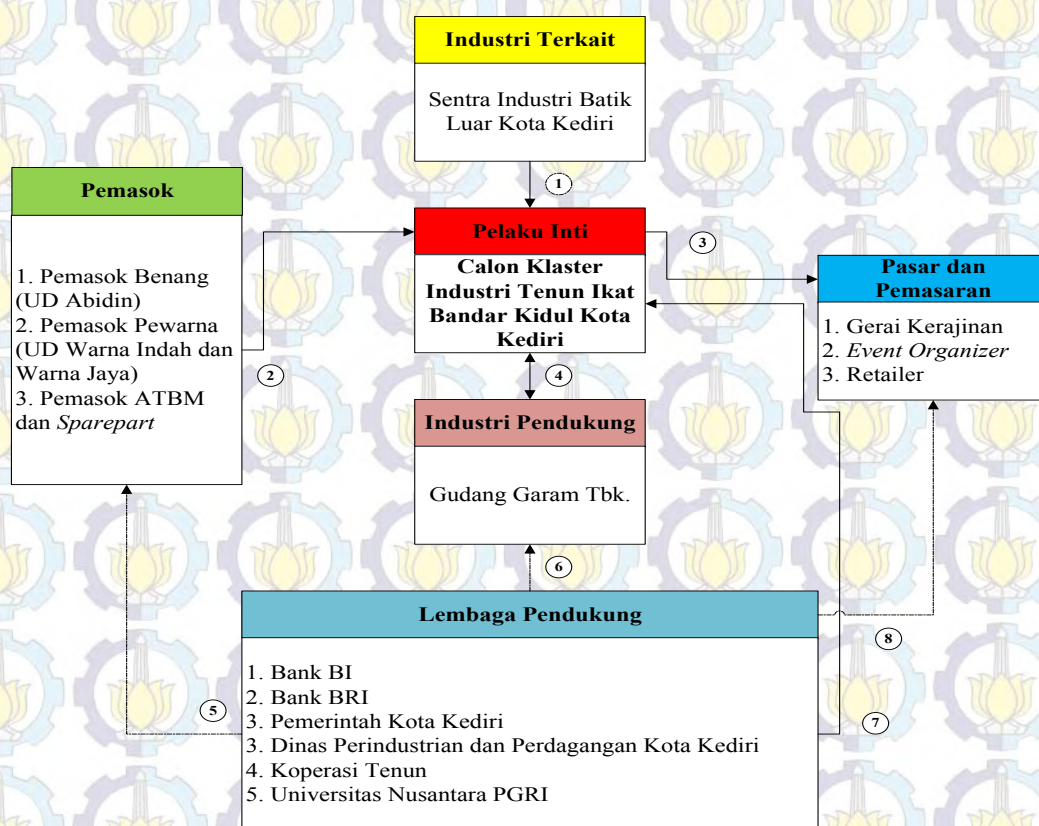 Industri Terkait
Sentra Industri Batik
Luar Kota Kediri
1
Pemasok
1. Pemasok Benang
(UD Abidin)
2. Pemasok Pewarna
(UD Warna Indah dan
Warna Jaya)
3. Pemasok ATBM
dan Sparepart
2
Pelaku Inti
Calon Klaster
Industri Tenun Ikat
Bandar Kidul Kota
Kediri
3
Pasar dan
Pemasaran
1. Gerai Kerajinan
2. Event Organizer
3. Retailer
4
Industri Pendukung
Gudang Garam Tbk.
6
Lembaga Pendukung
1. Bank BI
2. Bank BRI
3. Pemerintah Kota Kediri
3. Dinas Perindustrian dan Perdagangan Kota Kediri
4. Koperasi Tenun
5. Universitas Nusantara PGRI
5
8
7